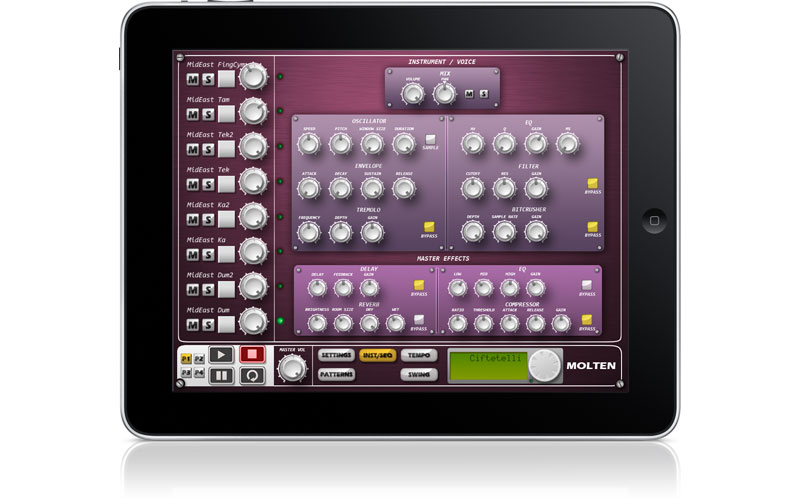 MidEast FingCym
M S
MidEast Tam
M S
MidEast Tek2
M S
MidEast Tek
M S
MidEast Ka2
M S
MidEast Ka
M S
MidEast Dum2
M S
MidEast Dum
M S
INSTRUMENT / VOICE
MIX
VOLUME PAN
M S
OSCILLATOR
SPEED PITCH WINDOW SIZE DURATION
SAMPLE
ENVELOPE
ATTACK DECAY SUSTAIN RELEASE
TREMOLO
FREQUENCY DEPTH GAIN
BYPASS
EQ
Q GAIN
FILTER
CUTOFF RES GAIN
BYPASS
BITCRUSHER
DEPTH SAMPLE RATE GAIN
BYPASS
MASTER EFFECTS
DELAY
DELAY FEEDBACK GAIN
BYPASS
REVERB
BRIGHTNESS ROOM SIZE DRY WET
BYPASS
EQ
LOW MID HIGH GAIN
BYPASS
COMPRESSOR
RATIO THRESHOLD ATTACK RELEASE GAIN
BYPASS
P1 P2
P3 P4
MASTER VOL
SETTINGS INST/SEQ TEMPO
PATTERNS SWING
Ciftetelli
MOLTEN